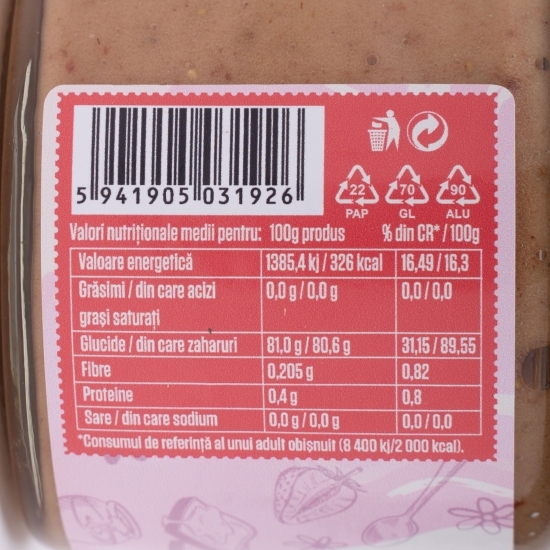 5 941905 031926
22 70 90
PAP GL ALU
Valori nutriționale medii pentru: 100g produs % din CR* / 100g
Valoare energetică 1385,4 kj / 326 kcal 16,49 / 16,3
Grăsimi / din care acizi 0,0 g / 0,0 g 0,0 / 0,0
grași saturați
Glucide / din care zaharuri 81,0 g / 80,6 g 31,15 / 89,55
Fibre 0,205 g 0,82
Proteine 0,4 g 0,8
Sare / din care sodium 0,0 g / 0,0 g 0,0 / 0,0
*Consumul de referință al unui adult obișnuit (8 400 kj/2 000 kcal).